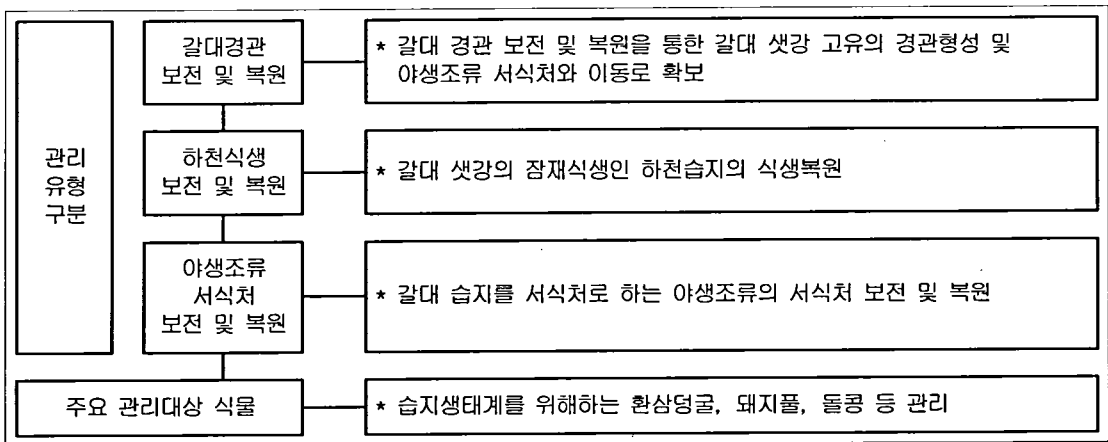 관리
유형
구분
갈대경관
보전 및 복원
* 갈대 경관 보전 및 복원을 통한 갈대 샛강 고유의 경관형성 및
야생조류 서식처와 이동로 확보
하천식생
보전 및 복원
* 갈대 샛강의 잠재식생인 하천습지의 식생복원
야생조류
서식처
보전 및 복원
* 갈대 습지를 서식처로 하는 야생조류의 서식처 보전 및 복원
주요 관리대상 식물
* 습지생태계를 위해하는 환삼덩굴, 돼지풀, 돌콩 등 관리